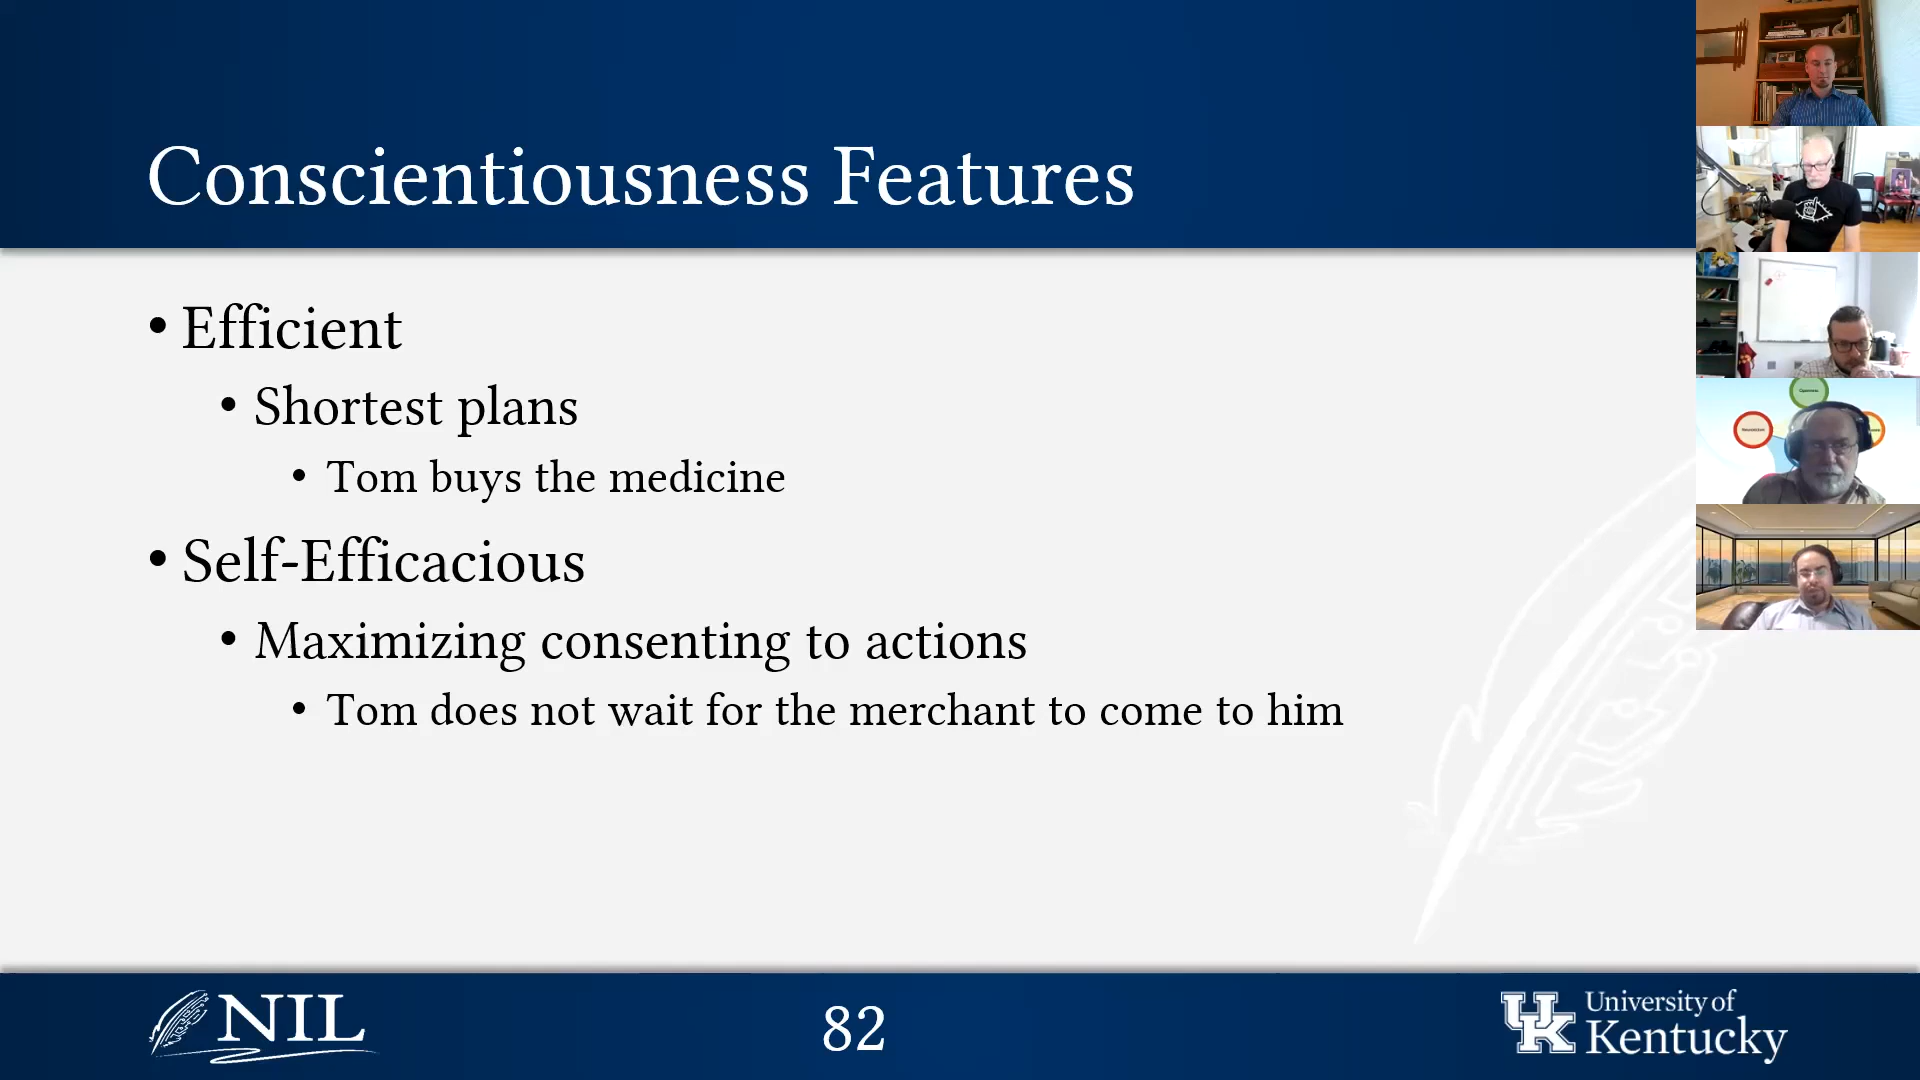 Conscientiousness Features
• Efficient
• Shortest plans
• Tom buys the medicine
• Self-Efficacious
• Maximizing consenting to actions
• Tom does not wait for the merchant to come to him
NIL
82
UK
University of
Kentucky